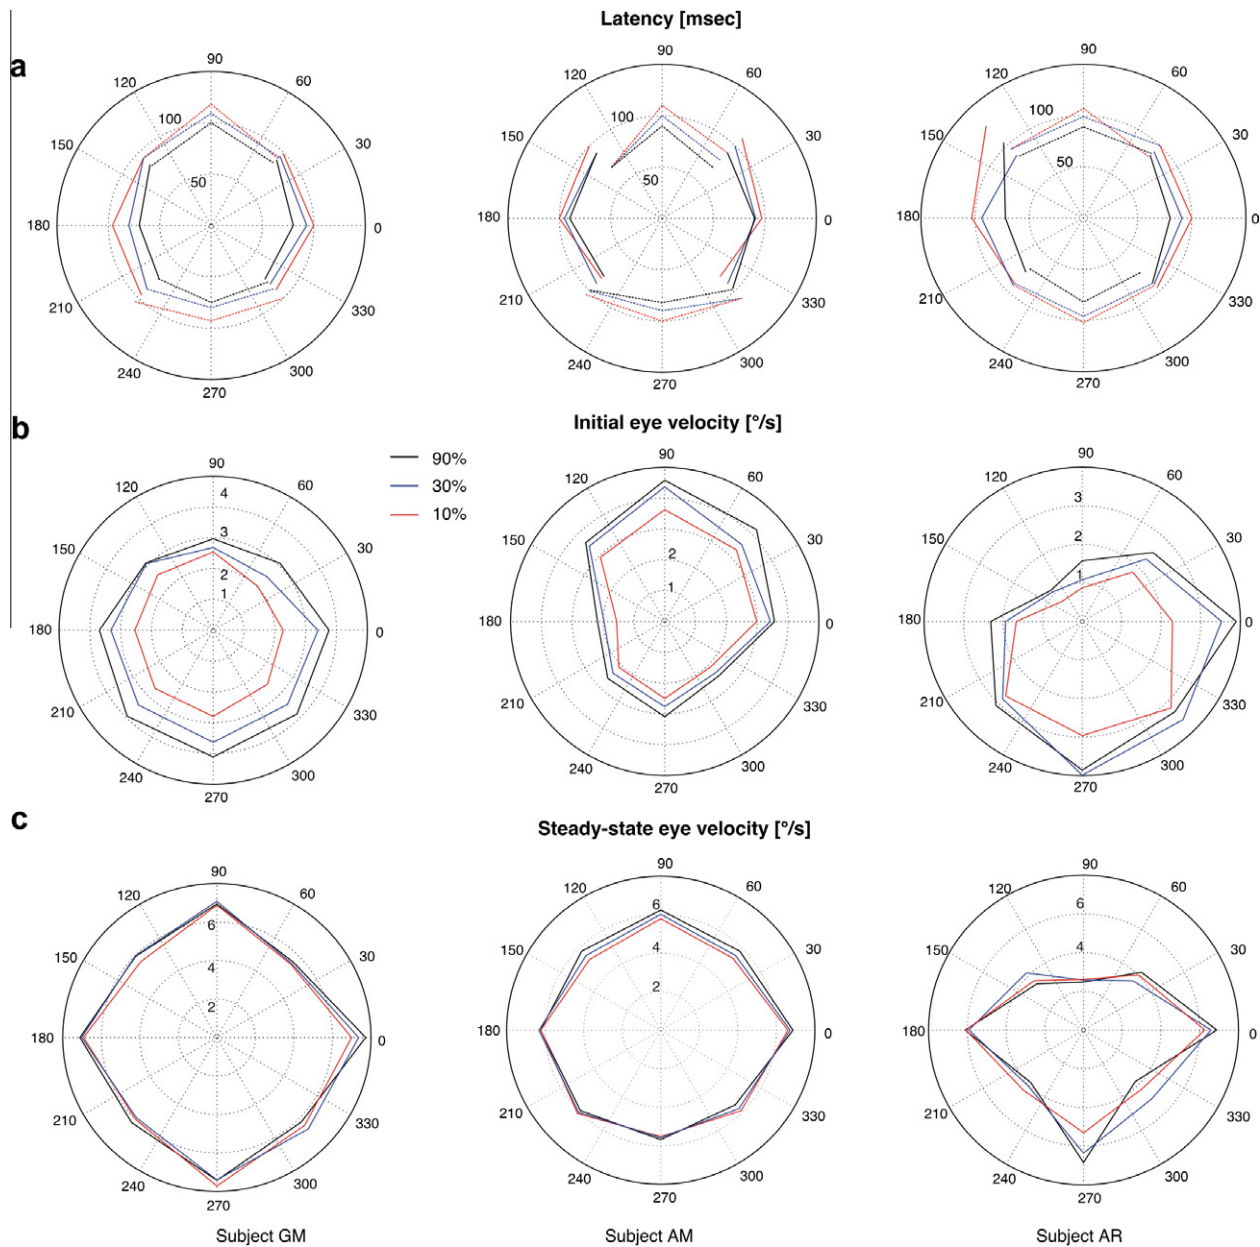 Latency [msec]
a
90 90 90
120 60 120 60 120 60
150 100 30 150 100 30 150 100 30
50 50 50
180 0 180 0 180 0
210 330 210 330 210 330
240 300 240 300 240 300
270 270 270
b
Initial eye velocity [°/s]
90% 
30%
10%
90 90 90
120 4 60 120 60 120 3 60
150 3 30 150 2 30 150 2 30
2 1 1
1
180 0 180 0 180 0
210 330 210 330 210 330
240 300 240 300 240 300
270 270 270
c
Steady-state eye velocity [°/s]
90 90 90
120 6 60 120 6 60 120 6 60
150 4 30 150 4 30 150 4 30
2 2
180 0 180 0 180 0
210 330 210 330 210 330
240 300 240 300 240 300
270 270 270
Subject GM Subject AM Subject AR